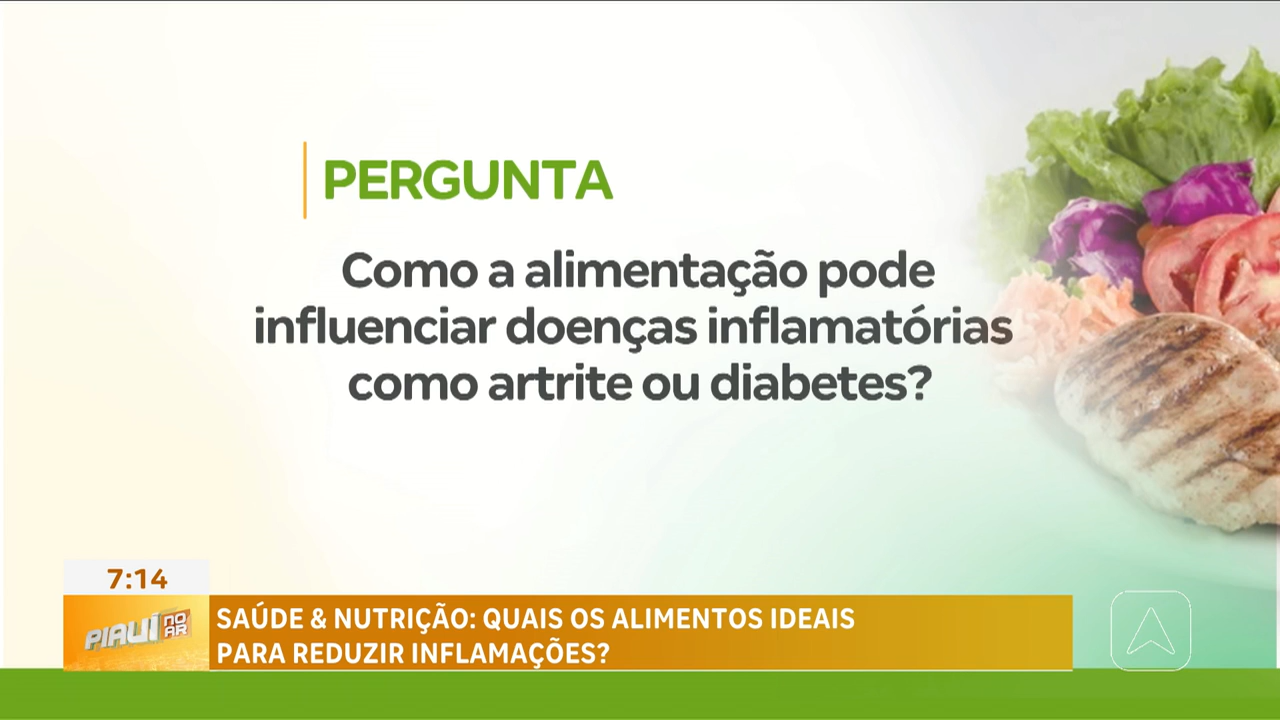 PERGUNTA
Como a alimentação pode
influenciar doenças inflamatórias
como artrite ou diabetes?
7:14
PIAUÍ NO AR
SAÚDE & NUTRIÇÃO: QUAIS OS ALIMENTOS IDEAIS
PARA REDUZIR INFLAMAÇÕES?